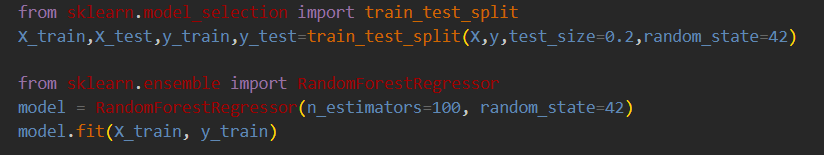 from sklearn.model_selection import train_test_split
X_train,X_test,y_train,y_test=train_test_split(X,y,test_size=0.2,random_state=42)
from sklearn.ensemble import RandomForestRegressor
model = RandomForestRegressor(n_estimators=100, random_state=42)
model.fit(X_train, y_train)